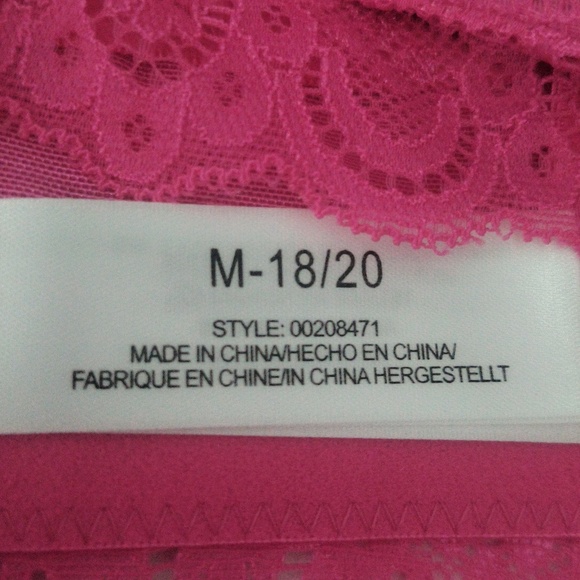 M-18/20
STYLE: 00208471
MADE IN CHINA/HECHO EN CHINA/
FABRIQUE EN CHINE/IN CHINA HERGESTELLT